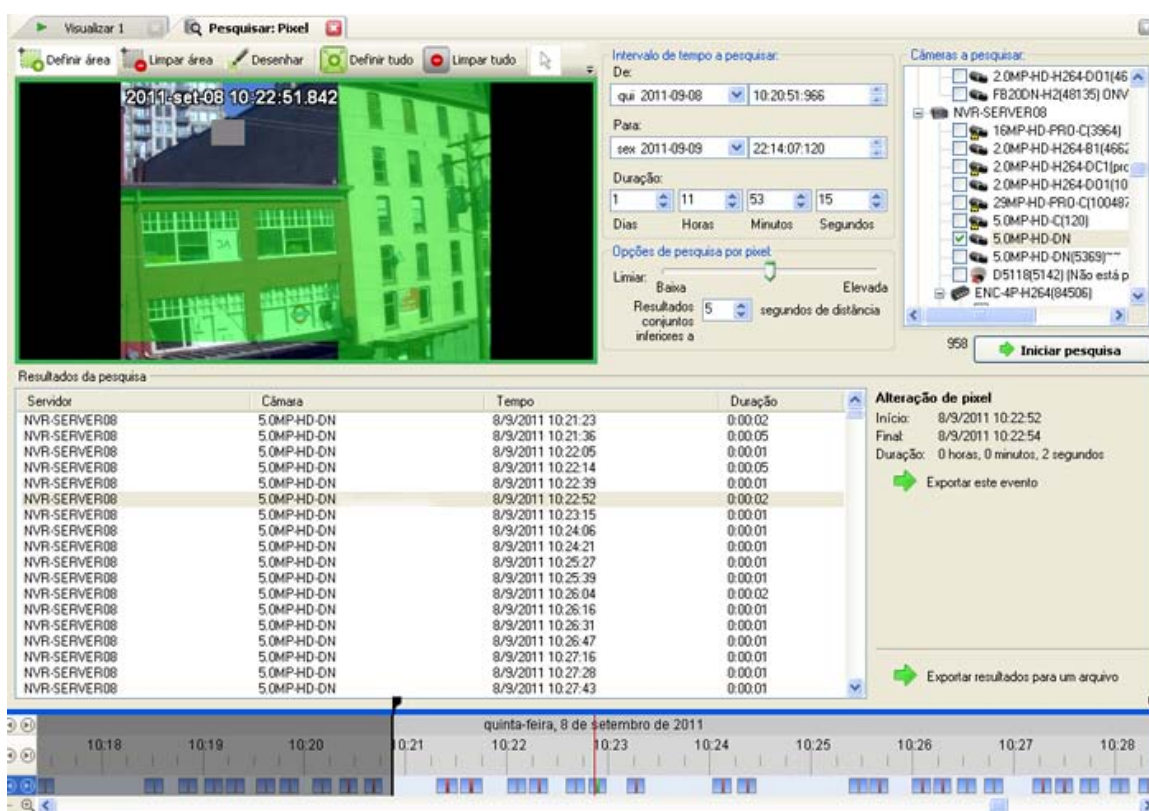 Visualizar 1
Pesquisar: Pixel
Definir área
Limpar área
Desenhar
Definir tudo
Limpar tudo
2011-set-08 10:22:51.842
Intervalo de tempo a pesquisar:
De:
qui 2011-09-08
10:20:51:966
Para:
sex 2011-09-09
22:14:07:120
Duração:
1
11
53
15
Dias
Horas
Minutos
Segundos
Opções de pesquisa por pixel
Limiar:
Baixa
Elevada
Resultados conjuntos inferiores a
5
segundos de distância
Câmeras a pesquisar:
2.0MP-HD-H264-DO1(46
FB20DN-H2(48135) ONV
NVR-SERVER08
16MP-HD-PRO-C(3964)
2.0MP-HD-H264-B1(4662
2.0MP-HD-H264-DC1(prc
2.0MP-HD-H264-DO1(10
29MP-HD-PRO-C(100487
5.0MP-HD-C(120)
5.0MP-HD-DN
5.0MP-HD-DN(5369)~~
D5118(5142) (Não está p
ENC-4P-H264(84506)
958
Iniciar pesquisa
Resultados da pesquisa
Servidor Câmara Tempo Duração
NVR-SERVER08 5.0MP-HD-DN 8/9/2011 10:21:23 0:00:02
NVR-SERVER08 5.0MP-HD-DN 8/9/2011 10:21:36 0:00:05
NVR-SERVER08 5.0MP-HD-DN 8/9/2011 10:22:05 0:00:01
NVR-SERVER08 5.0MP-HD-DN 8/9/2011 10:22:14 0:00:05
NVR-SERVER08 5.0MP-HD-DN 8/9/2011 10:22:39 0:00:01
NVR-SERVER08 5.0MP-HD-DN 8/9/2011 10:22:52 0:00:02
NVR-SERVER08 5.0MP-HD-DN 8/9/2011 10:23:15 0:00:01
NVR-SERVER08 5.0MP-HD-DN 8/9/2011 10:24:06 0:00:01
NVR-SERVER08 5.0MP-HD-DN 8/9/2011 10:24:21 0:00:01
NVR-SERVER08 5.0MP-HD-DN 8/9/2011 10:25:27 0:00:01
NVR-SERVER08 5.0MP-HD-DN 8/9/2011 10:25:39 0:00:01
NVR-SERVER08 5.0MP-HD-DN 8/9/2011 10:26:04 0:00:02
NVR-SERVER08 5.0MP-HD-DN 8/9/2011 10:26:16 0:00:01
NVR-SERVER08 5.0MP-HD-DN 8/9/2011 10:26:31 0:00:01
NVR-SERVER08 5.0MP-HD-DN 8/9/2011 10:26:47 0:00:01
NVR-SERVER08 5.0MP-HD-DN 8/9/2011 10:27:16 0:00:01
NVR-SERVER08 5.0MP-HD-DN 8/9/2011 10:27:28 0:00:01
NVR-SERVER08 5.0MP-HD-DN 8/9/2011 10:27:43 0:00:01
Alteração de pixel
Início: 8/9/2011 10:22:52
Final: 8/9/2011 10:22:54
Duração: 0 horas, 0 minutos, 2 segundos
Exportar este evento
Exportar resultados para um arquivo
quinta-feira, 8 de setembro de 2011
10:18 10:19 10:20 10:21 10:22 10:23 10:24 10:25 10:26 10:27 10:28